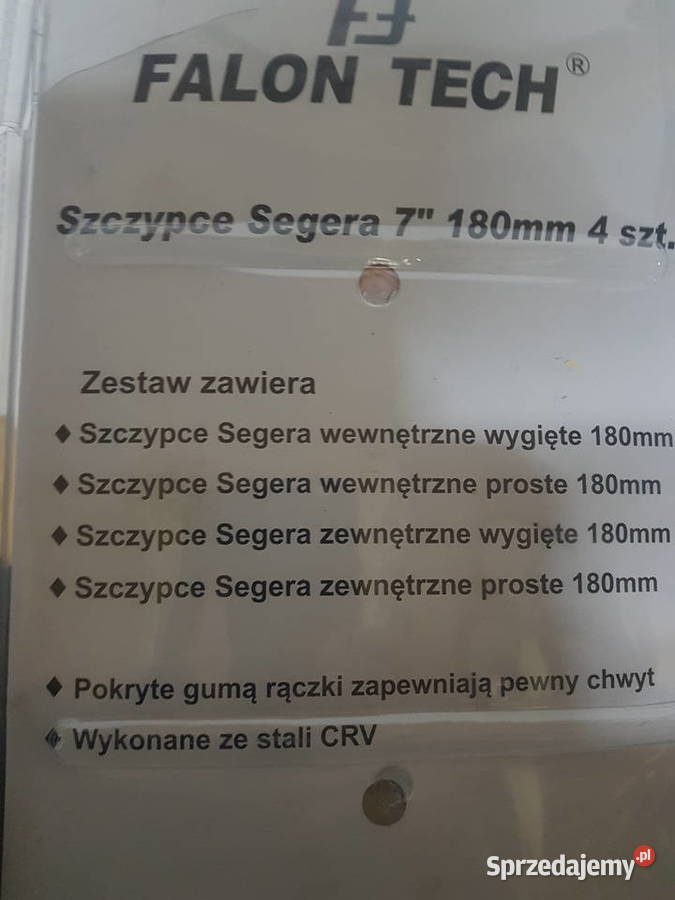 FALON TECH®
Szczypce Segera 7" 180mm 4 szt.
Zestaw zawiera
♦ Szczypce Segera wewnętrzne wygięte 180mm
♦ Szczypce Segera wewnętrzne proste 180mm
♦ Szczypce Segera zewnętrzne wygięte 180mm
♦ Szczypce Segera zewnętrzne proste 180mm
♦ Pokryte gumą rączki zapewniają pewny chwyt
♦ Wykonane ze stali CRV
Sprzedajemy.pl